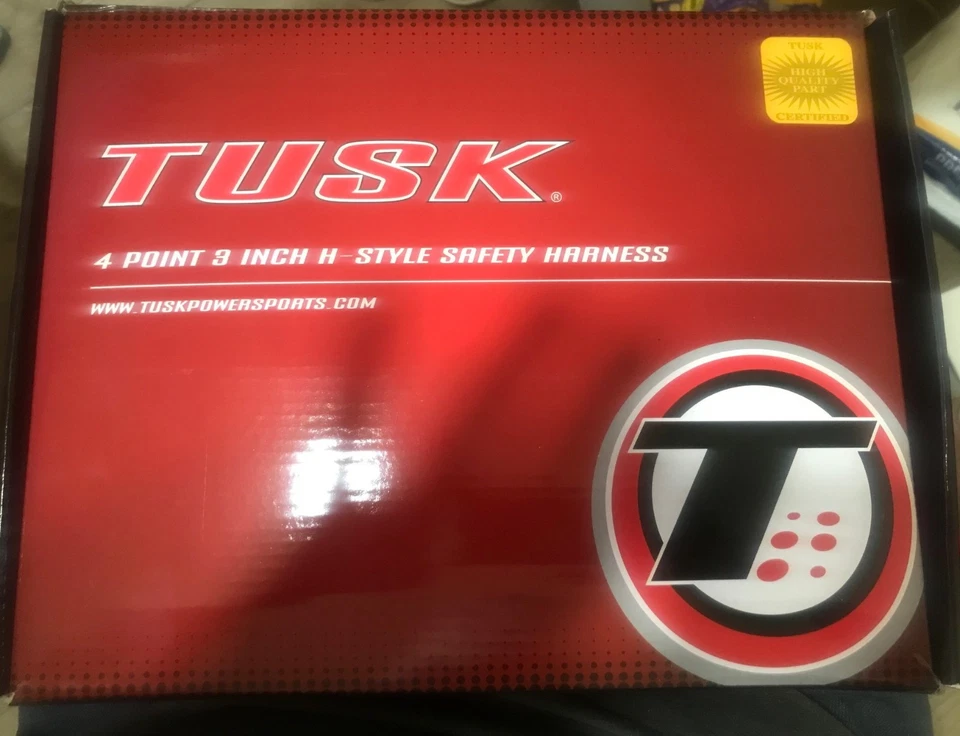 TUSK
HIGH
QUALITY
PART
CERTIFIED
TUSK®
4 POINT 3 INCH H-STYLE SAFETY HARNESS
WWW.TUSKPOWERSPORTS.COM
T